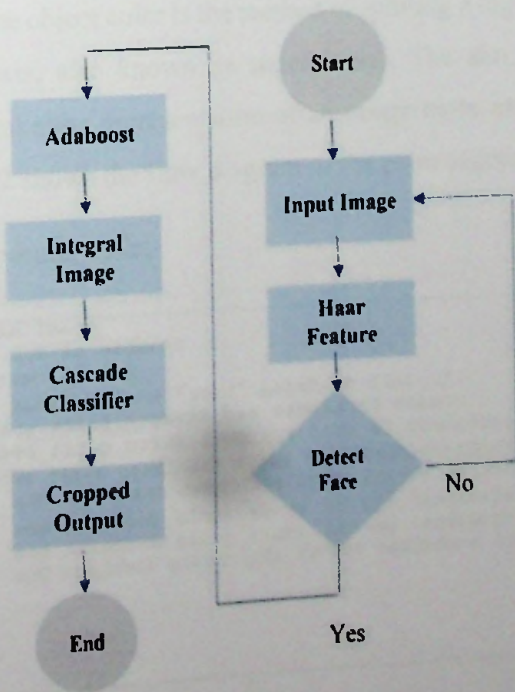 Start
Input Image
Haar
Feature
Detect
Face
No
Yes
Adaboost
Integral
Image
Cascade
Classifier
Cropped
Output
End